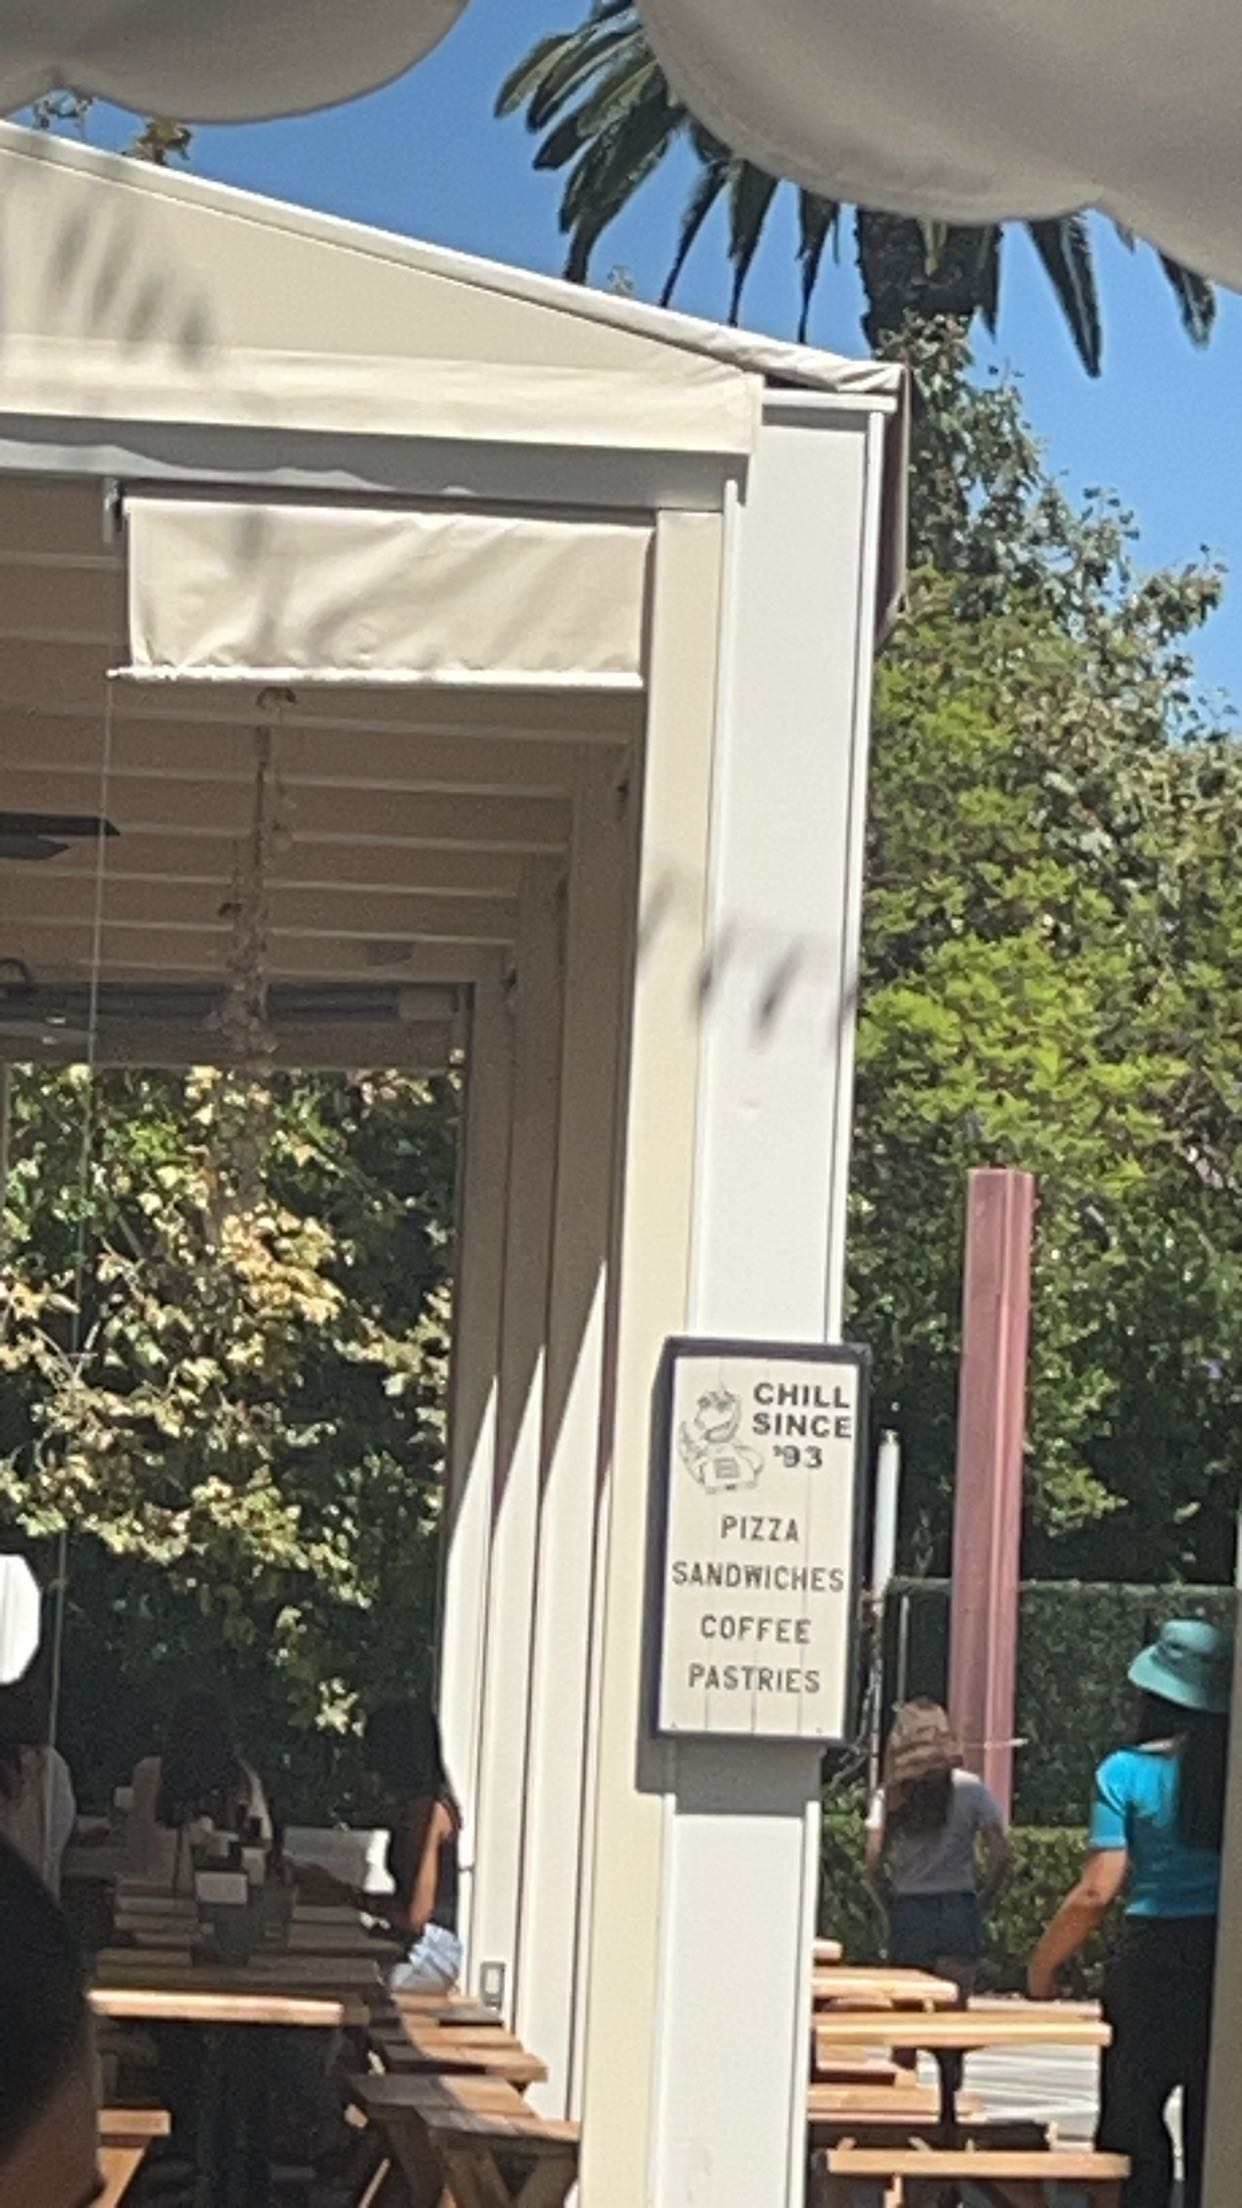 CHILL
SINCE
'93
PIZZA
SANDWICHES
COFFEE
PASTRIES